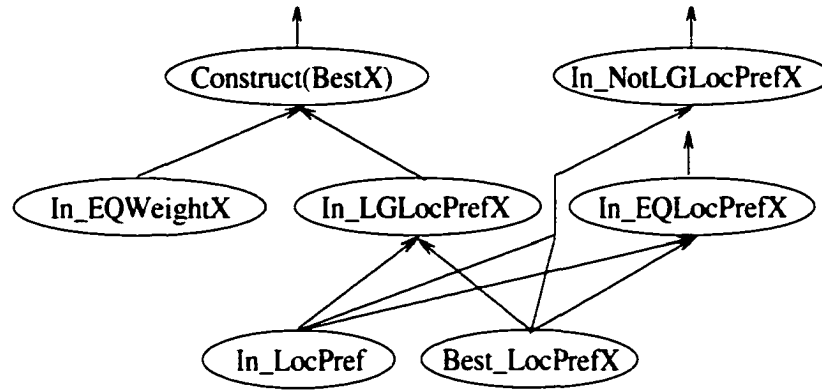 Construct(BestX)
In_NotLGLocPrefX
In_EQWeightX
In_LGLocPrefX
In_EQLocPrefX
In_LocPref
Best_LocPrefX